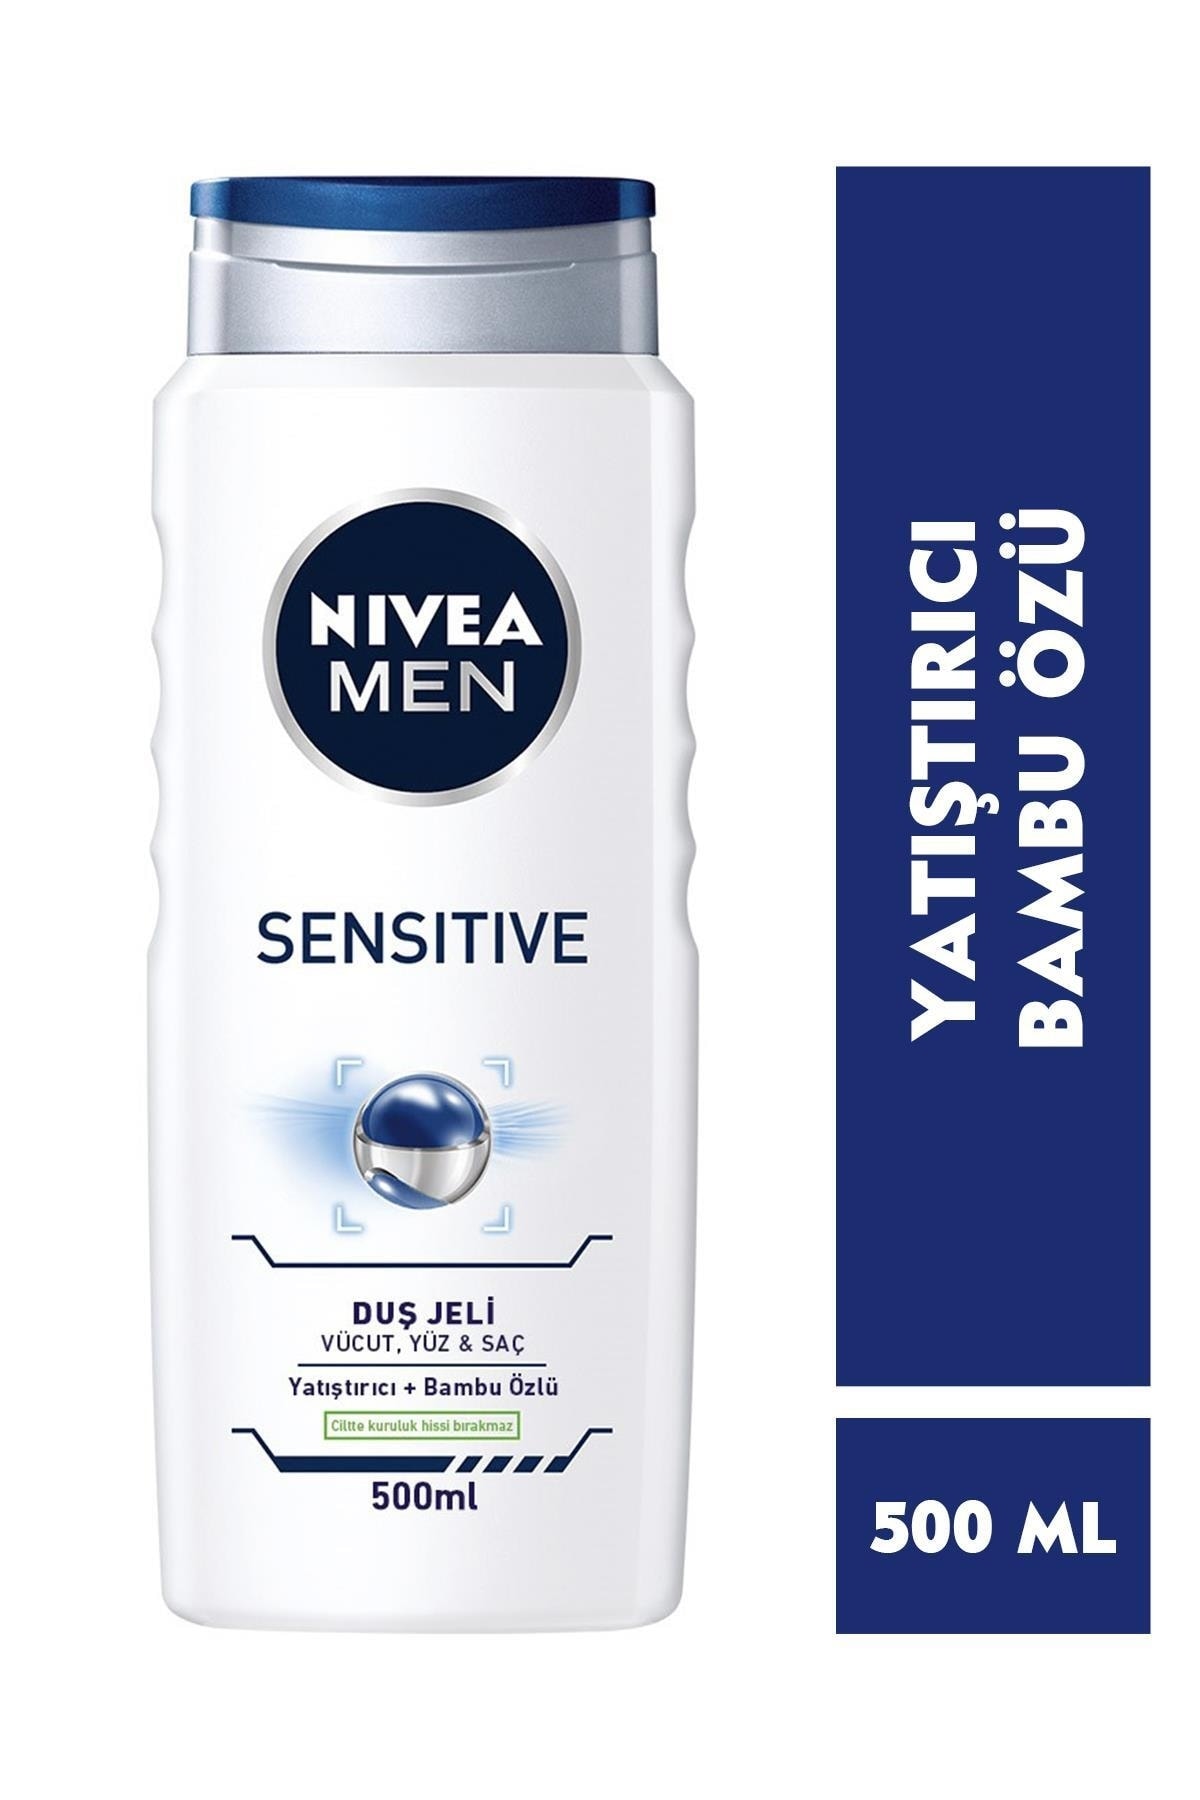 NIVEA
MEN
SENSITIVE
DUŞ JELİ
VÜCUT, YÜZ & SAÇ
Yatıştırıcı + Bambu Özlü
Ciltte kuruluk hissi bırakmaz
500ml
YATIŞTIRICI
BAMBU ÖZÜ
500 ML